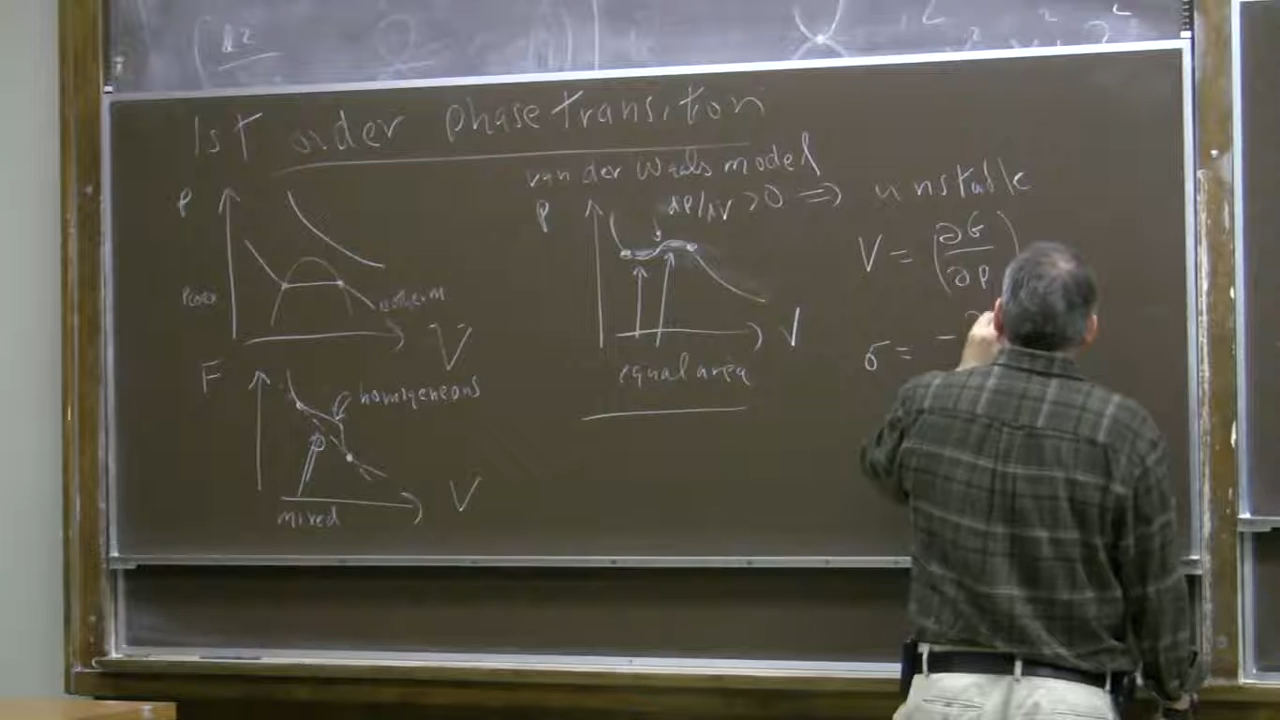 1st order phase transition
van der Waals model
P
P
dP/dV > 0 ⇒ unstable
V = (∂G/∂P)
Pcoex
isotherm
V
V
σ = -
F
homogeneous
equal area
V
mixed